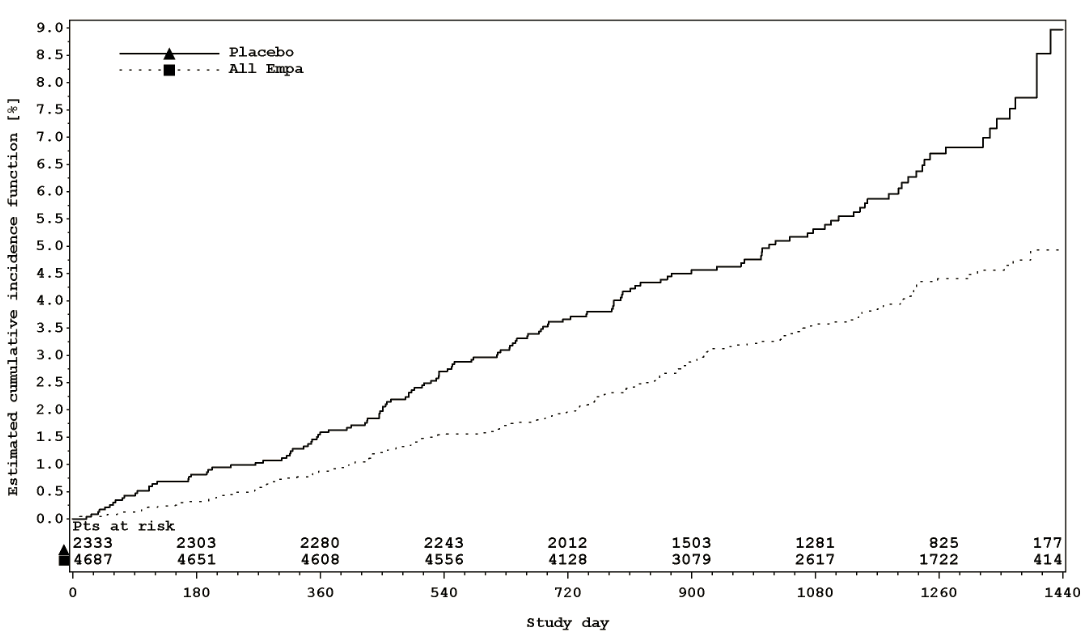 Estimated cumulative incidence function [%]
9.0
8.5
8.0
7.5
7.0
6.5
6.0
5.5
5.0
4.5
4.0
3.5
3.0
2.5
2.0
1.5
1.0
0.5
0.0
Placebo
All Empa
Pts at risk
2333 2303 2280 2243 2012 1503 1281 825 177
4687 4651 4608 4556 4128 3079 2617 1722 414
0 180 360 540 720 900 1080 1260 1440
Study day